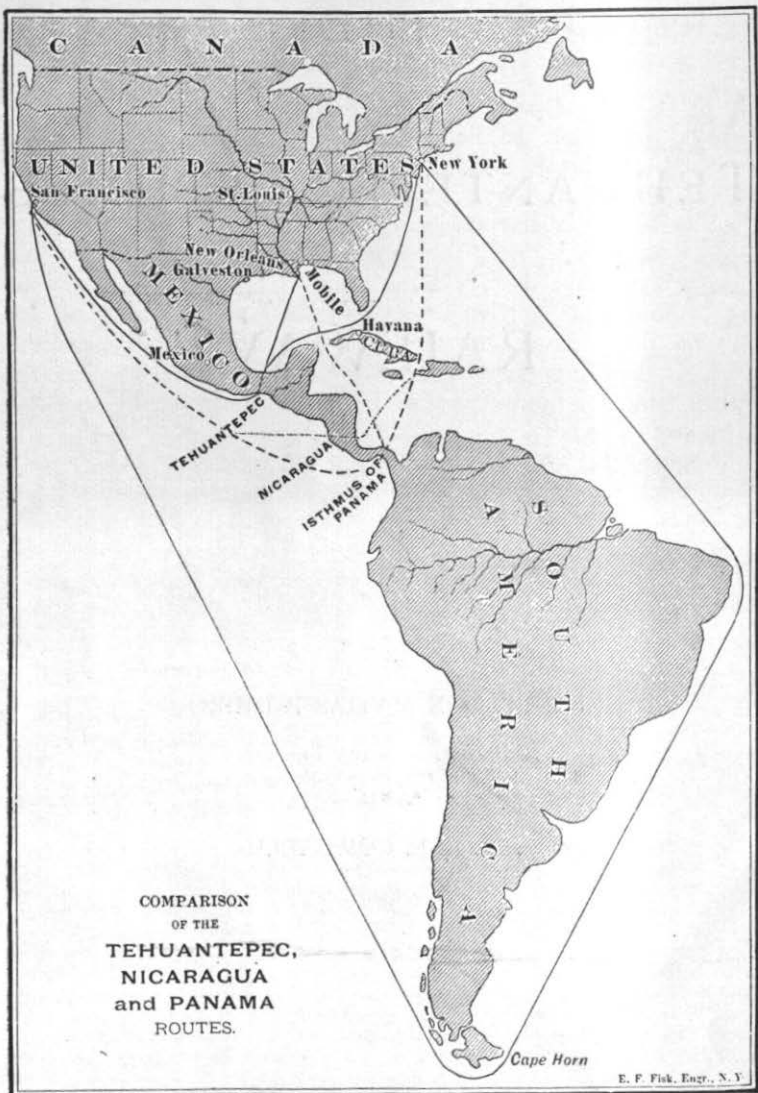 CANADA
UNITED STATES
New York
San Francisco
St. Louis
New Orleans
Galveston
Mobile
MEXICO
Havana
CUBA
Mexico
TEHUANTEPEC
NICARAGUA
ISTHMUS OF
PANAMA
SOUTH
AMERICA
COMPARISON
OF THE
TEHUANTEPEC,
NICARAGUA
and PANAMA
ROUTES.
Cape Horn
E. F. Fisk, Engr., N. Y